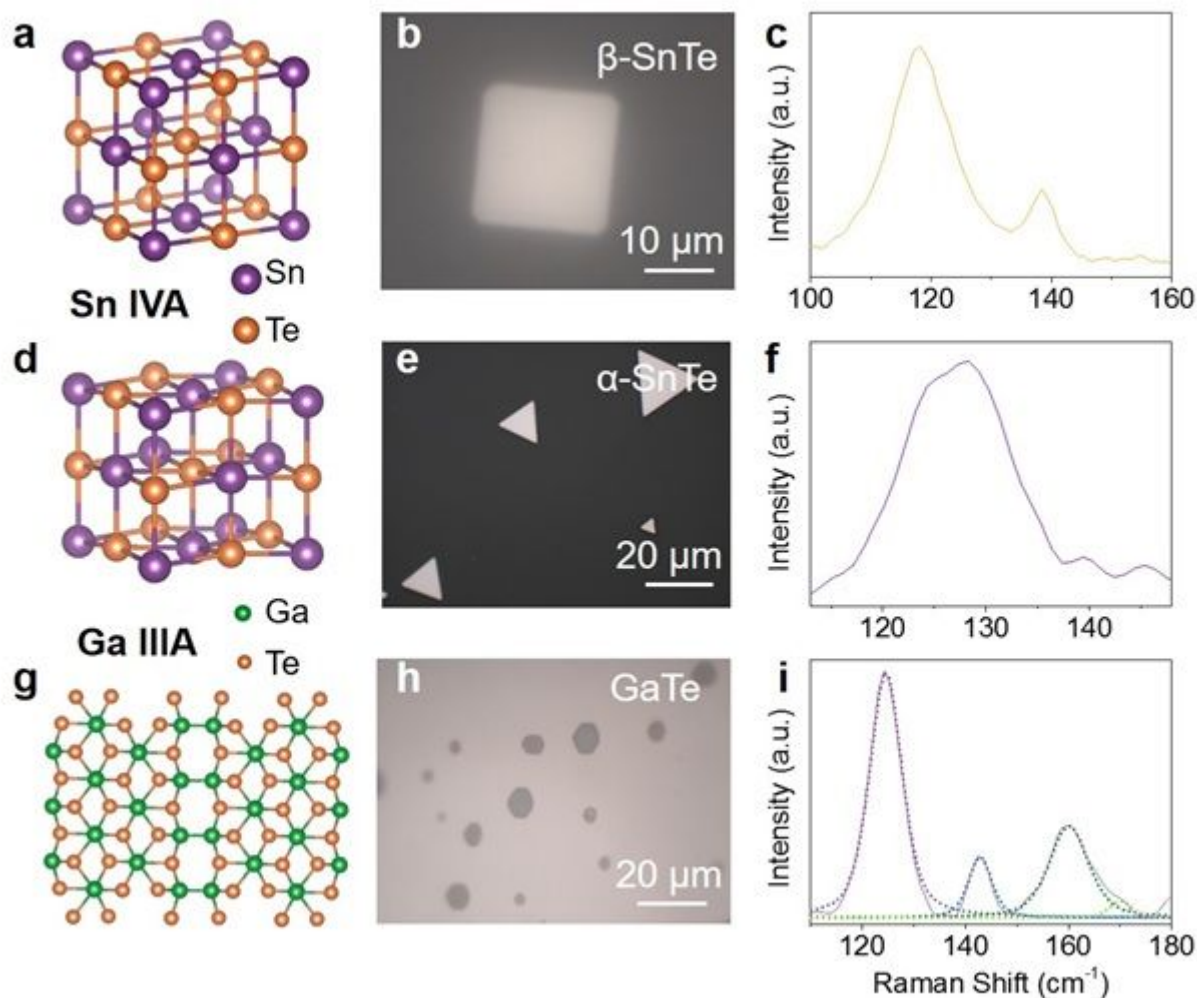 a
b
β-SnTe
10 μm
c
Intensity (a.u.)
100 120 140 160
Sn
Sn IVA
Te
d
e
α-SnTe
20 μm
f
Intensity (a.u.)
120 130 140
Ga
Ga IIIA
Te
g
h
GaTe
20 μm
i
Intensity (a.u.)
120 140 160 180
Raman Shift (cm⁻¹)